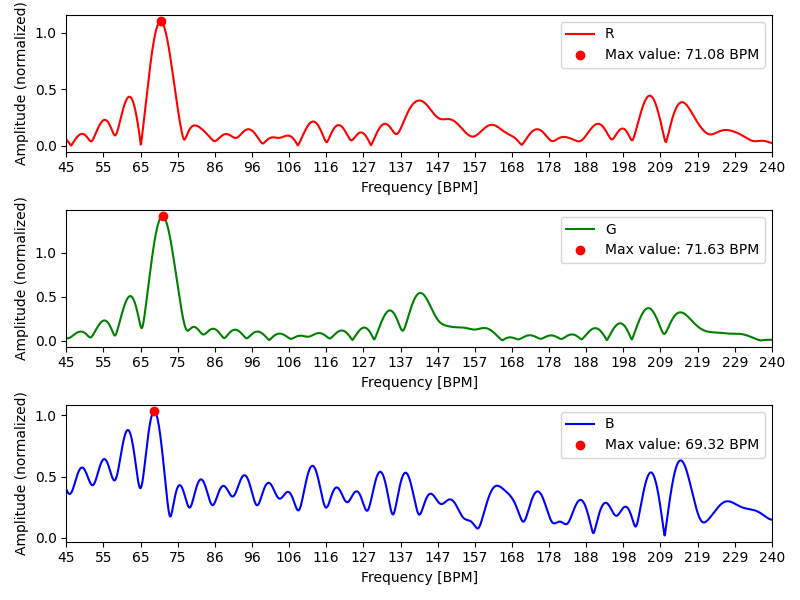 Amplitude (normalized)
1.0
0.5
0.0
R
Max value: 71.08 BPM
45 55 65 75 86 96 106 116 127 137 147 157 168 178 188 198 209 219 229 240
Frequency [BPM]
Amplitude (normalized)
1.0
0.5
0.0
G
Max value: 71.63 BPM
45 55 65 75 86 96 106 116 127 137 147 157 168 178 189 198 209 219 229 240
Frequency [BPM]
Amplitude (normalized)
1.0
0.5
0.0
B
Max value: 69.32 BPM
45 55 65 75 86 96 106 116 127 137 147 157 168 178 188 198 209 219 229 240
Frequency [BPM]